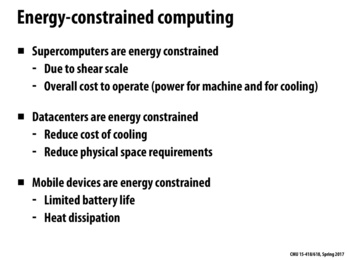 Energy-constrained computing
■ Supercomputers are energy constrained
- Due to shear scale
- Overall cost to operate (power for machine and for cooling)
■ Datacenters are energy constrained
- Reduce cost of cooling
- Reduce physical space requirements
■ Mobile devices are energy constrained
- Limited battery life
- Heat dissipation
CMU 15-418/618, Spring 2017